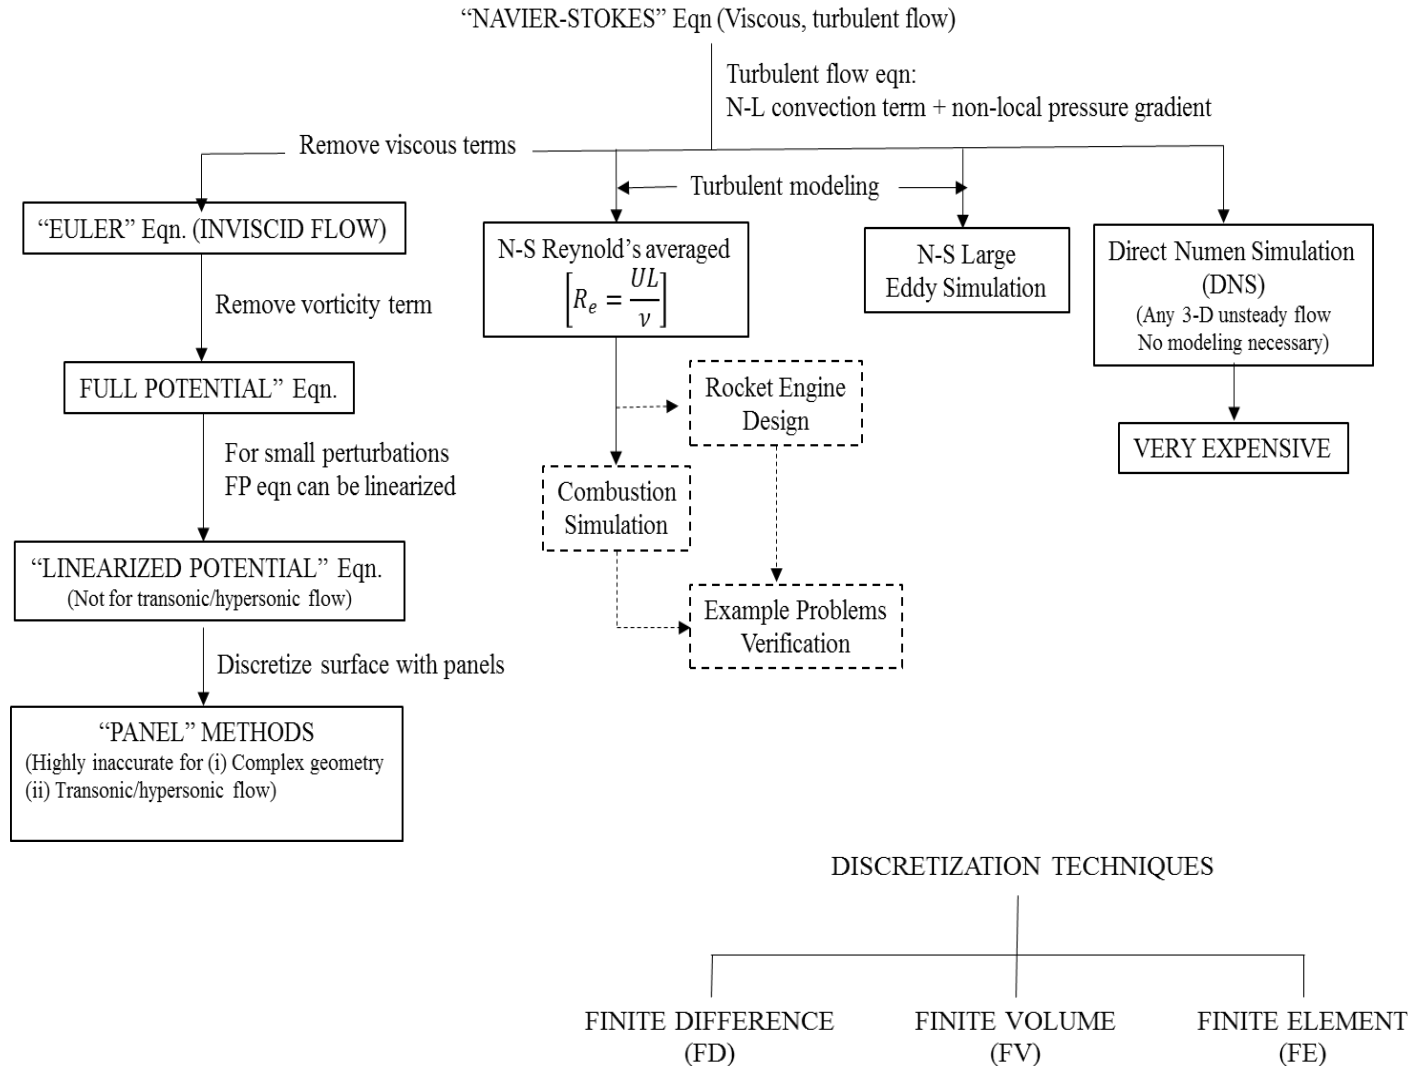 “NAVIER-STOKES” Eqn (Viscous, turbulent flow)
Turbulent flow eqn:
N-L convection term + non-local pressure gradient
Remove viscous terms
Turbulent modeling
“EULER” Eqn. (INVISCID FLOW)
Remove vorticity term
FULL POTENTIAL” Eqn.
For small perturbations
FP eqn can be linearized
“LINEARIZED POTENTIAL” Eqn.
(Not for transonic/hypersonic flow)
Discretize surface with panels
“PANEL” METHODS
(Highly inaccurate for (i) Complex geometry
(ii) Transonic/hypersonic flow)
N-S Reynold’s averaged
[R_e = UL/ν]
Rocket Engine
Design
Combustion
Simulation
Example Problems
Verification
N-S Large
Eddy Simulation
Direct Numen Simulation
(DNS)
(Any 3-D unsteady flow
No modeling necessary)
VERY EXPENSIVE
DISCRETIZATION TECHNIQUES
FINITE DIFFERENCE
(FD)
FINITE VOLUME
(FV)
FINITE ELEMENT
(FE)